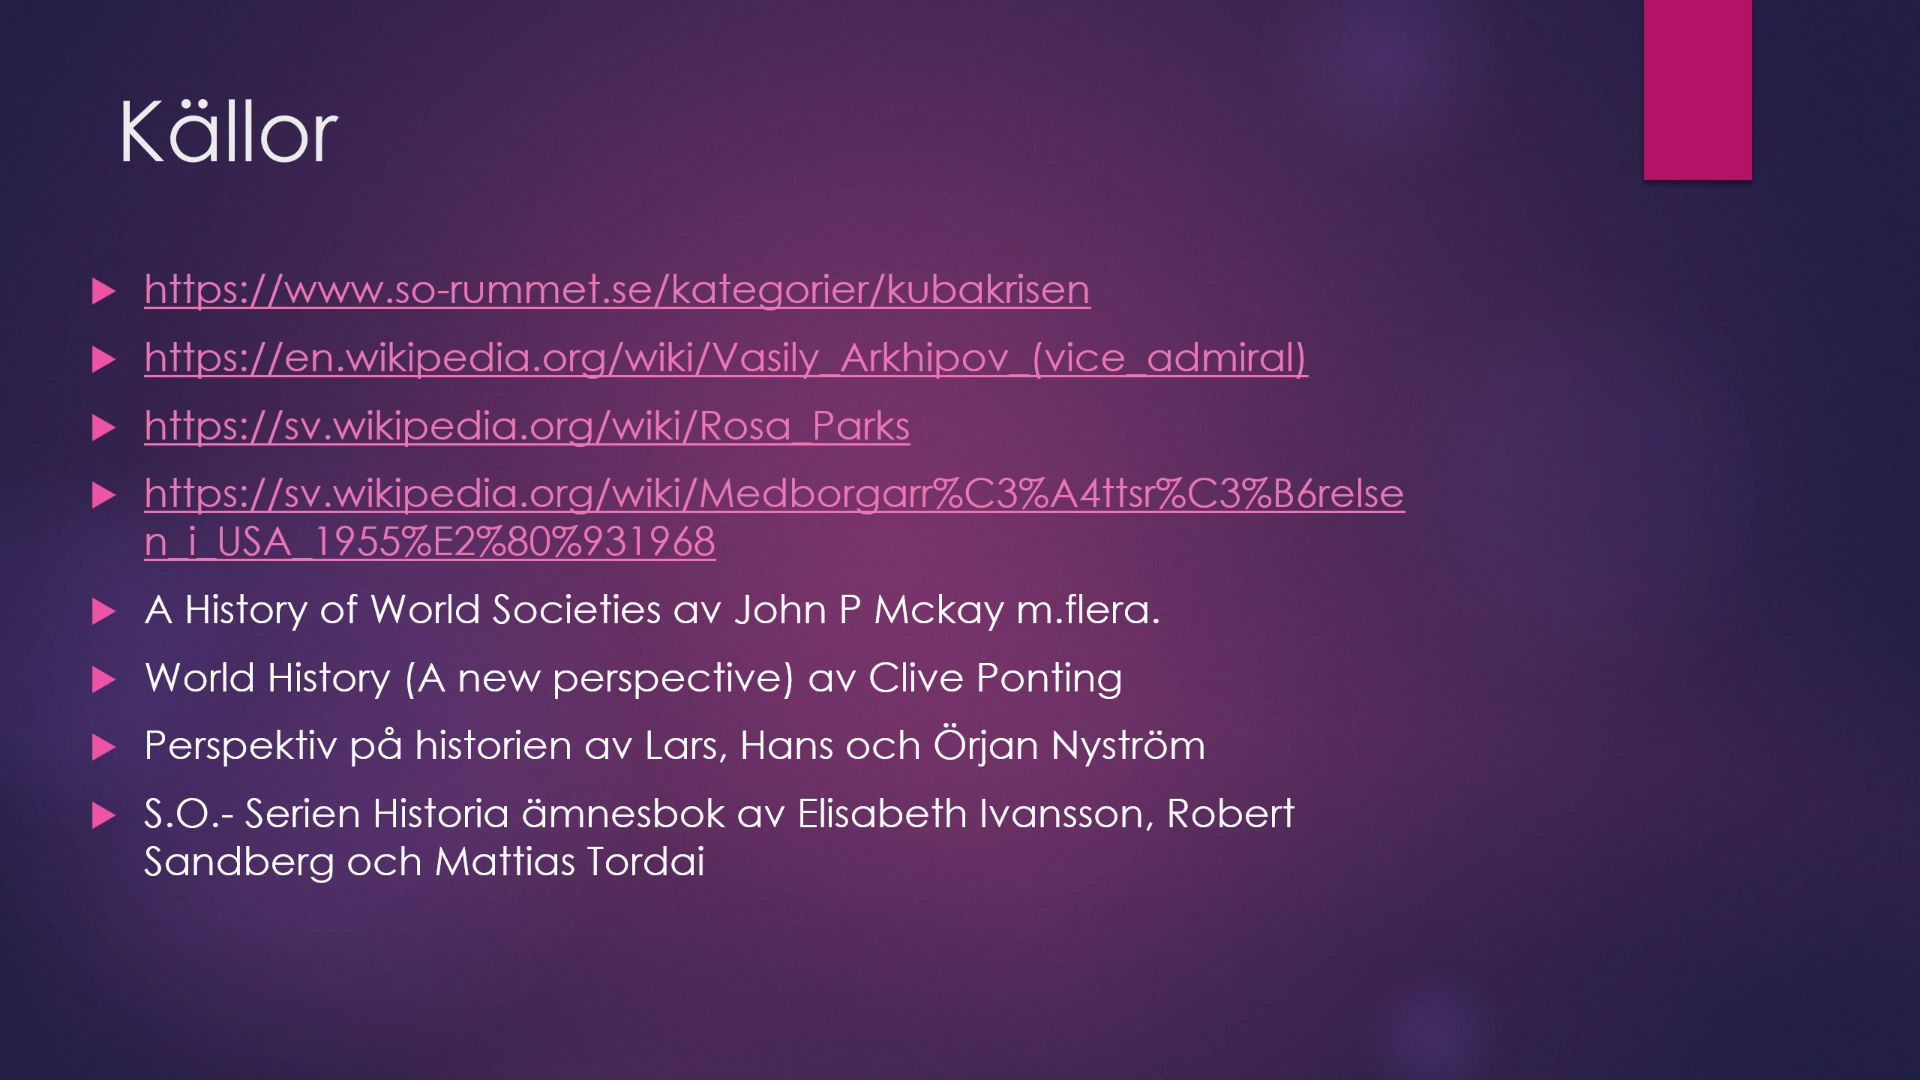 Källor
https://www.so-rummet.se/kategorier/kubakrisen
https://en.wikipedia.org/wiki/Vasily_Arkhipov_(vice_admiral)
https://sv.wikipedia.org/wiki/Rosa_Parks
https://sv.wikipedia.org/wiki/Medborgarr%C3%A4ttsr%C3%B6relse
n_i_USA_1955%E2%80%931968
A History of World Societies av John P Mckay m.flera.
World History (A new perspective) av Clive Ponting
Perspektiv på historien av Lars, Hans och Örjan Nyström
S.O.- Serien Historia ämnesbok av Elisabeth Ivansson, Robert
Sandberg och Mattias Tordai